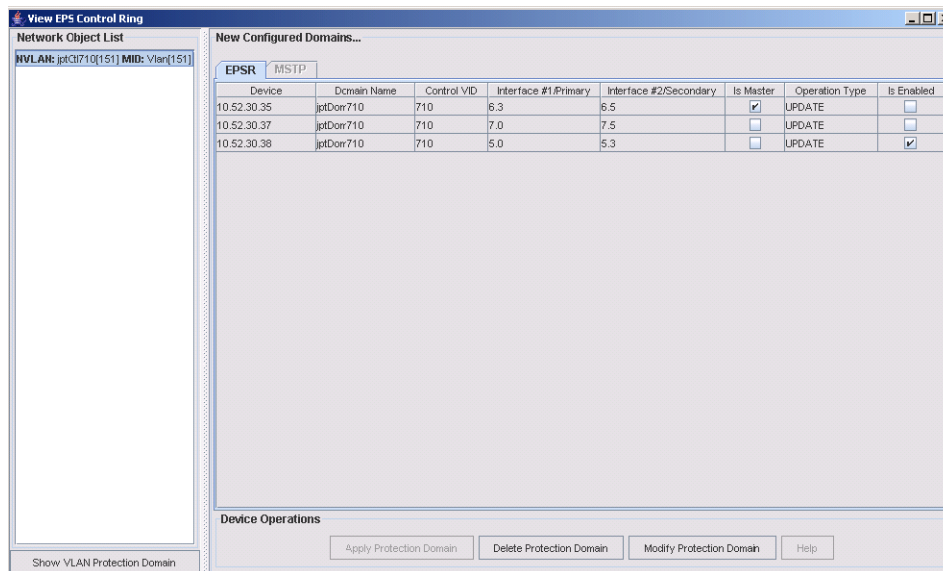 View EPS Control Ring
Network Object List
NVLAN: jptCtl710[151] MID: Vlan[151]
Show VLAN Protection Domain
New Configured Domains...
EPSR MSTP
Device Domain Name Control VID Interface #1/Primary Interface #2/Secondary Is Master Operation Type Is Enabled
10.52.30.35 jptDorr710 710 6.3 6.5 UPDATE
10.52.30.37 jptDorr710 710 7.0 7.5 UPDATE
10.52.30.38 jptDorr710 710 5.0 5.3 UPDATE
Device Operations
Apply Protection Domain Delete Protection Domain Modify Protection Domain Help